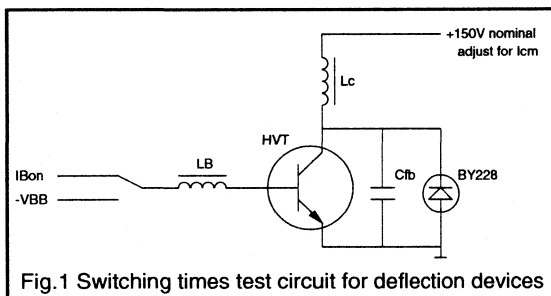 +150V nominal
adjust for Icm
Lc
HVT
LB
IBon
-VBB
Cfb
BY228
Fig.1 Switching times test circuit for deflection devices